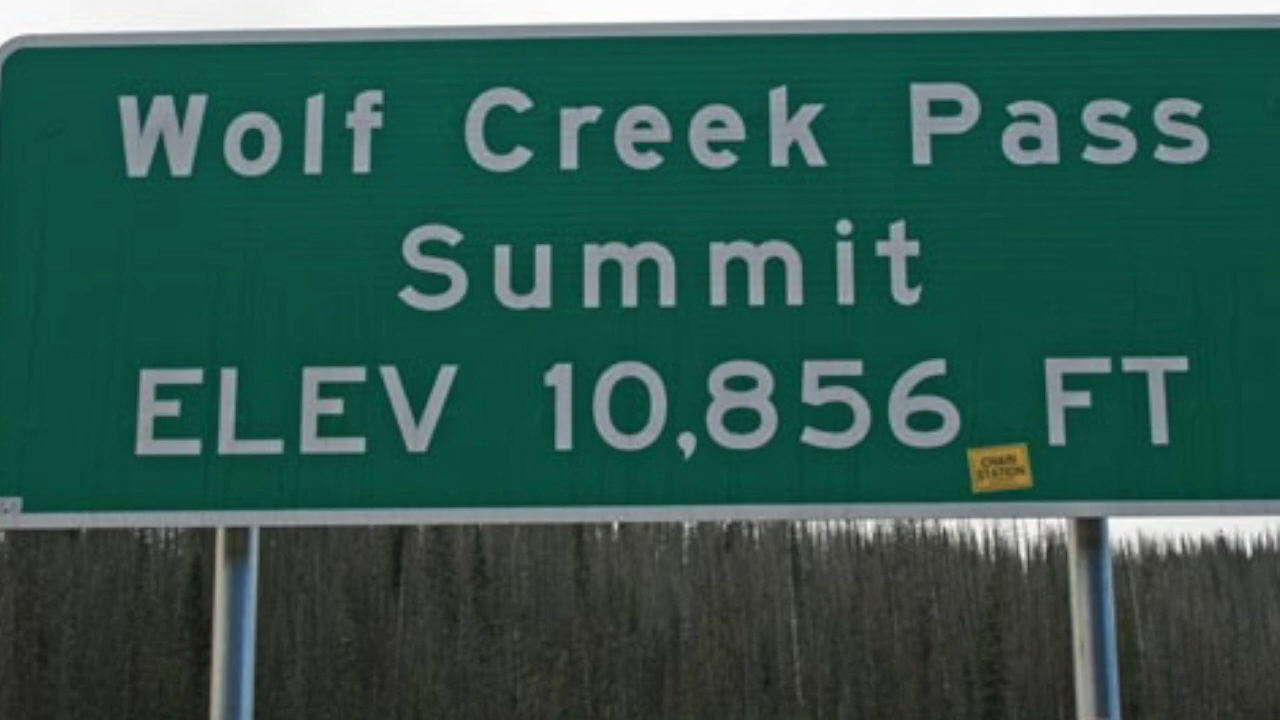 Wolf Creek Pass
Summit
ELEV 10,856 FT
CHAIN
STATION